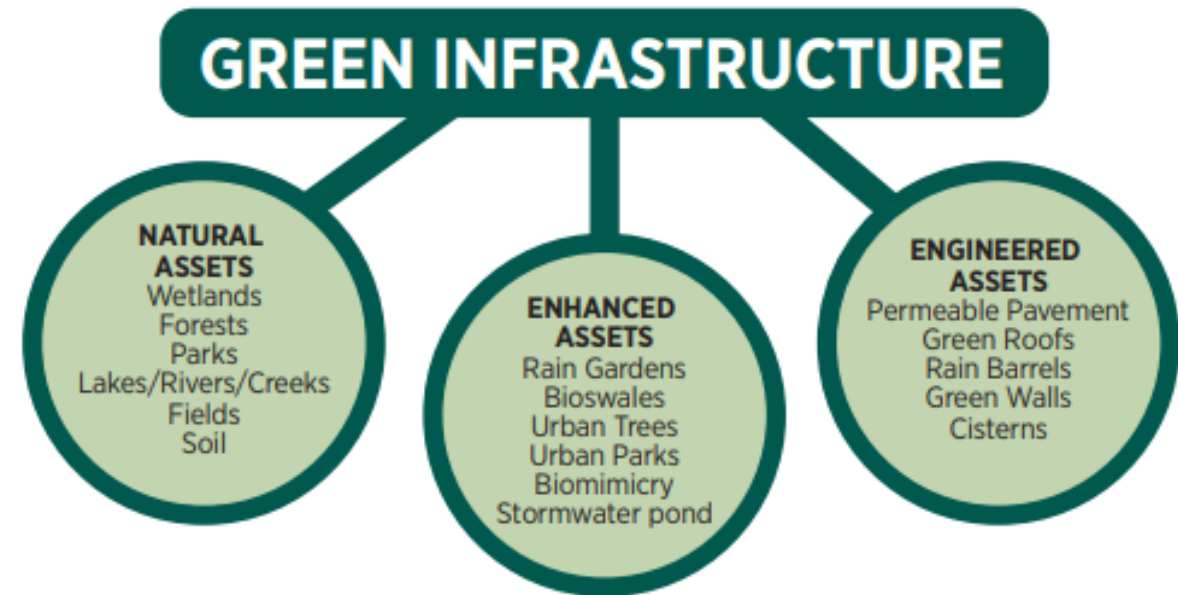 GREEN INFRASTRUCTURE
NATURAL
ASSETS
Wetlands
Forests
Parks
Lakes/Rivers/Creeks
Fields
Soil
ENHANCED
ASSETS
Rain Gardens
Bioswales
Urban Trees
Urban Parks
Biomimicry
Stormwater pond
ENGINEERED
ASSETS
Permeable Pavement
Green Roofs
Rain Barrels
Green Walls
Cisterns